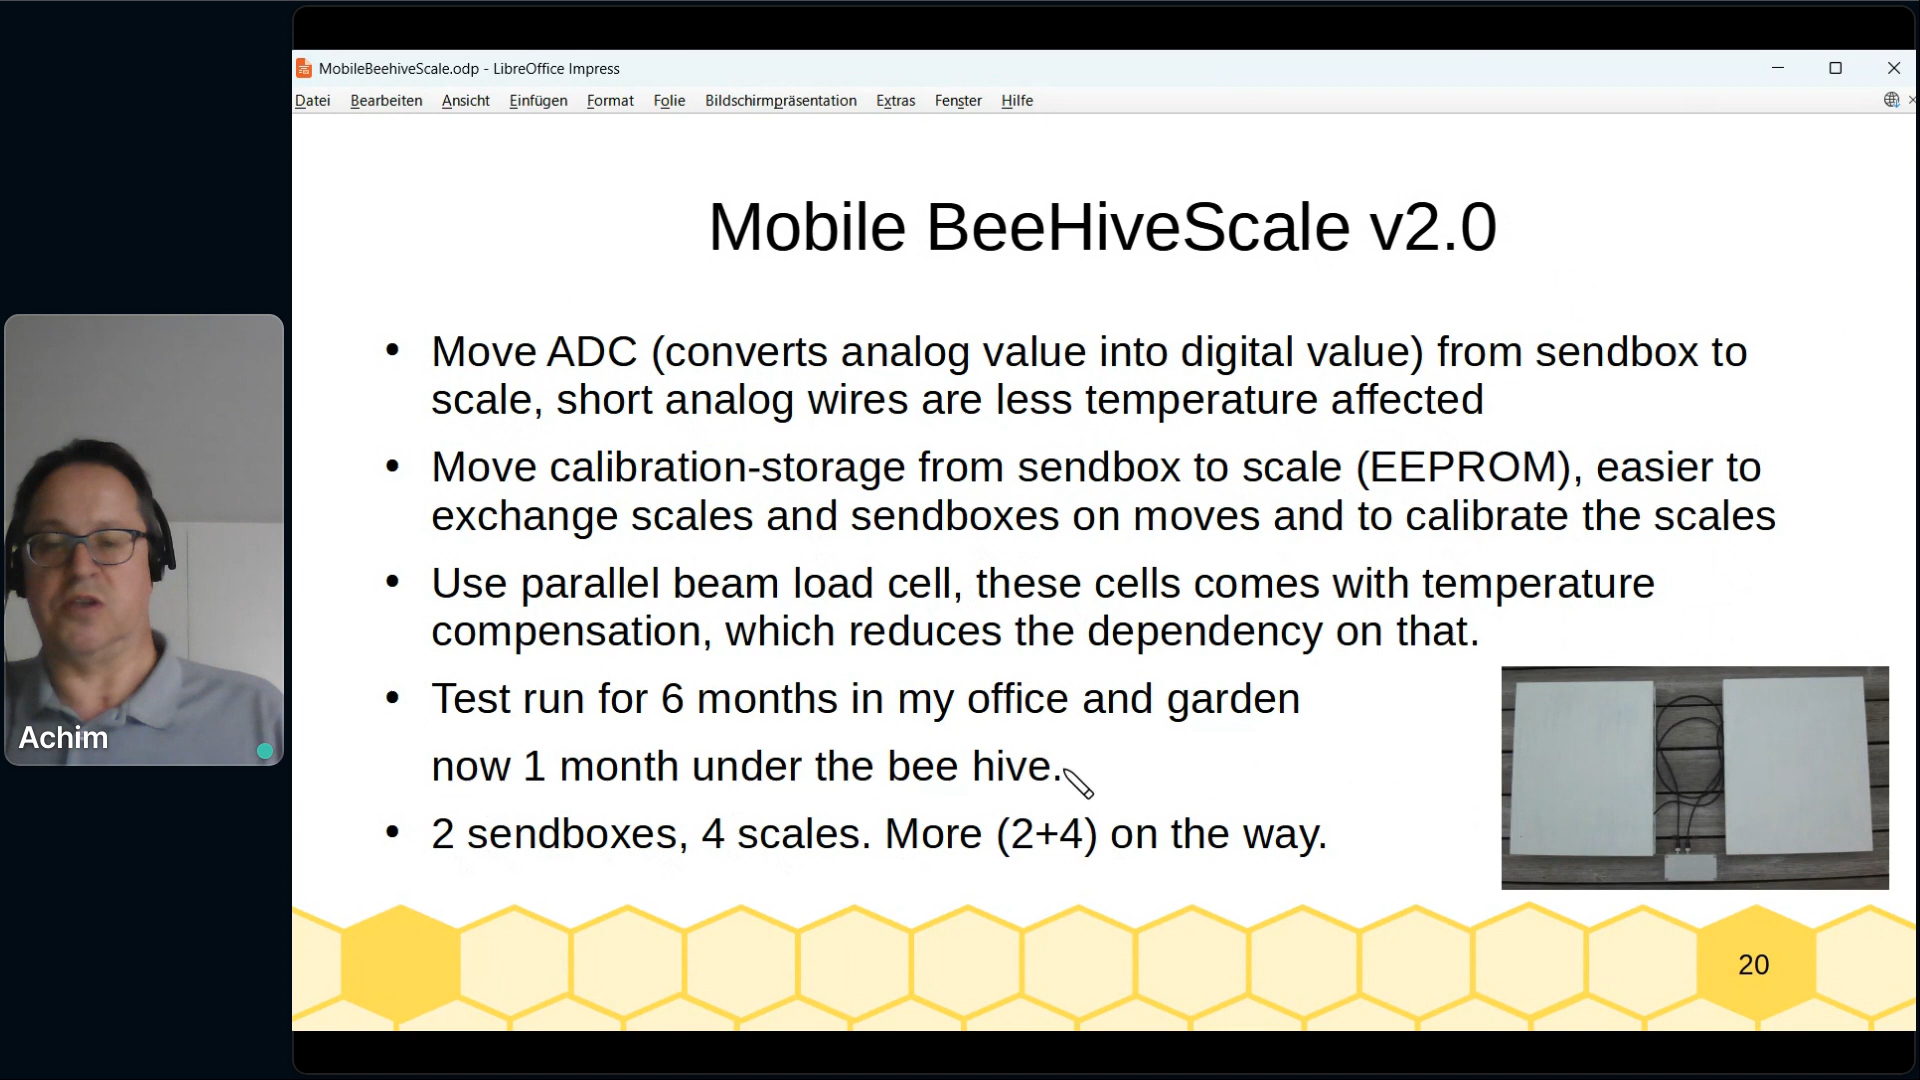 MobileBeehiveScale.odp - LibreOffice Impress
Datei Bearbeiten Ansicht Einfügen Format Folie Bildschirmpräsentation Extras Fenster Hilfe
Mobile BeeHiveScale v2.0
• Move ADC (converts analog value into digital value) from sendbox to
scale, short analog wires are less temperature affected
• Move calibration-storage from sendbox to scale (EEPROM), easier to
exchange scales and sendboxes on moves and to calibrate the scales
• Use parallel beam load cell, these cells comes with temperature
compensation, which reduces the dependency on that.
• Test run for 6 months in my office and garden
now 1 month under the bee hive.
• 2 sendboxes, 4 scales. More (2+4) on the way.
20
Achim